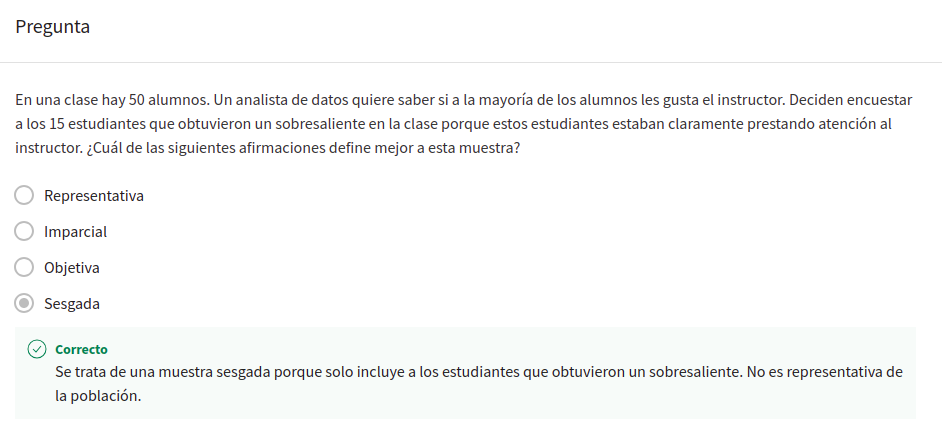 Pregunta
En una clase hay 50 alumnos. Un analista de datos quiere saber si a la mayoría de los alumnos les gusta el instructor. Deciden encuestar
a los 15 estudiantes que obtuvieron un sobresaliente en la clase porque estos estudiantes estaban claramente prestando atención al
instructor. ¿Cuál de las siguientes afirmaciones define mejor a esta muestra?
Representativa
Imparcial
Objetiva
Sesgada
Correcto
Se trata de una muestra sesgada porque solo incluye a los estudiantes que obtuvieron un sobresaliente. No es representativa de
la población.